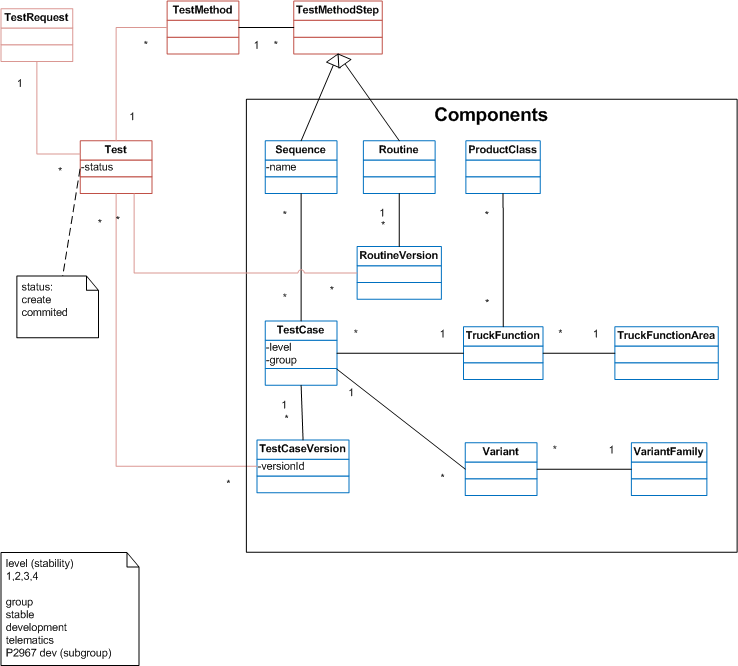 TestRequest
TestMethod
TestMethodStep
*
1
*
1
1
Components
Test
-status
Sequence
-name
Routine
ProductClass
*
*
*
*
1
*
*
RoutineVersion
status:
create
commited
*
*
*
TestCase
-level
-group
*
1
TruckFunction
*
1
TruckFunctionArea
1
*
1
TestCaseVersion
-versionId
*
*
Variant
*
1
VariantFamily
level (stability)
1,2,3,4
group
stable
development
telematics
P2967 dev (subgroup)